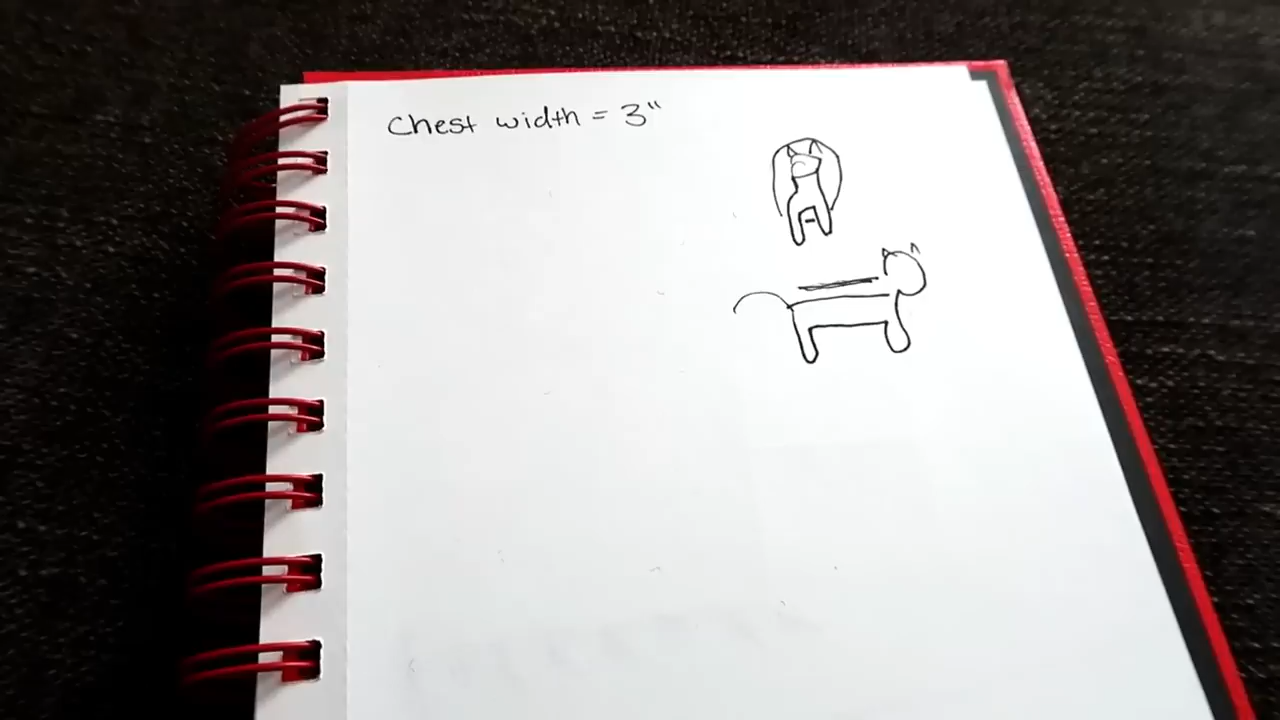 Chest width = 3"